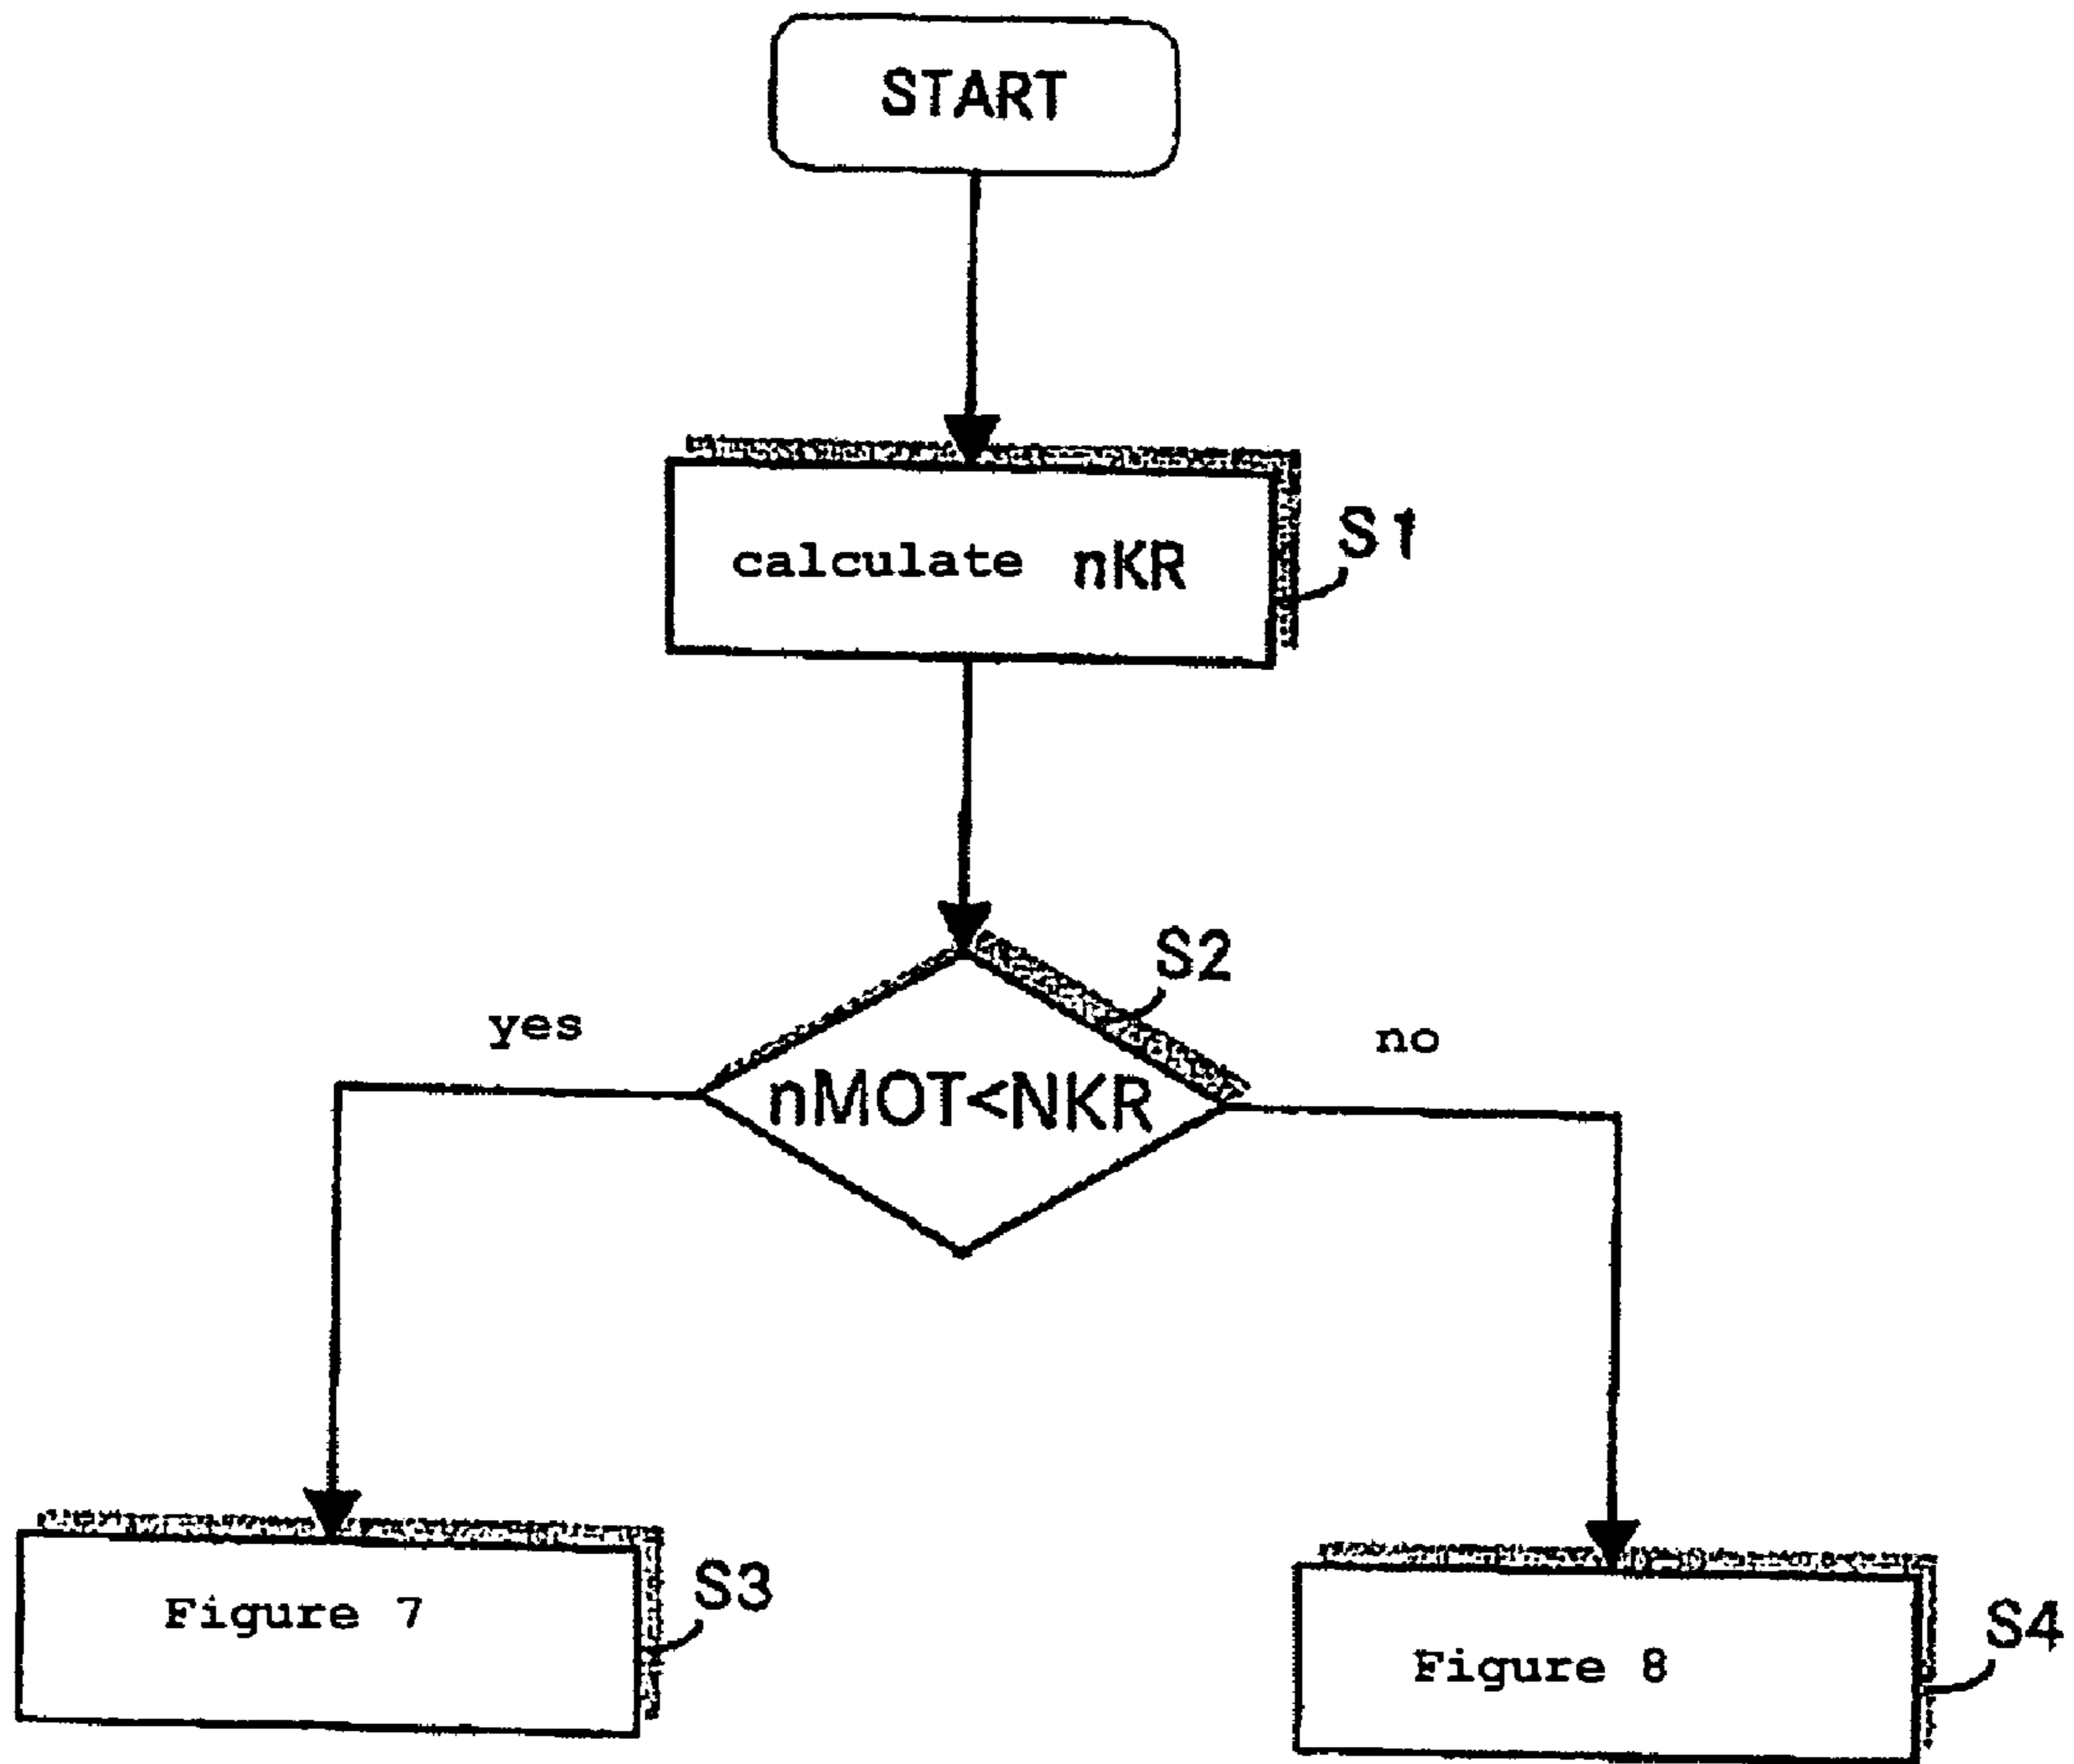 START
calculate nKR
S1
S2
yes
no
nMOT<NKR
Figure 7
S3
Figure 8
S4